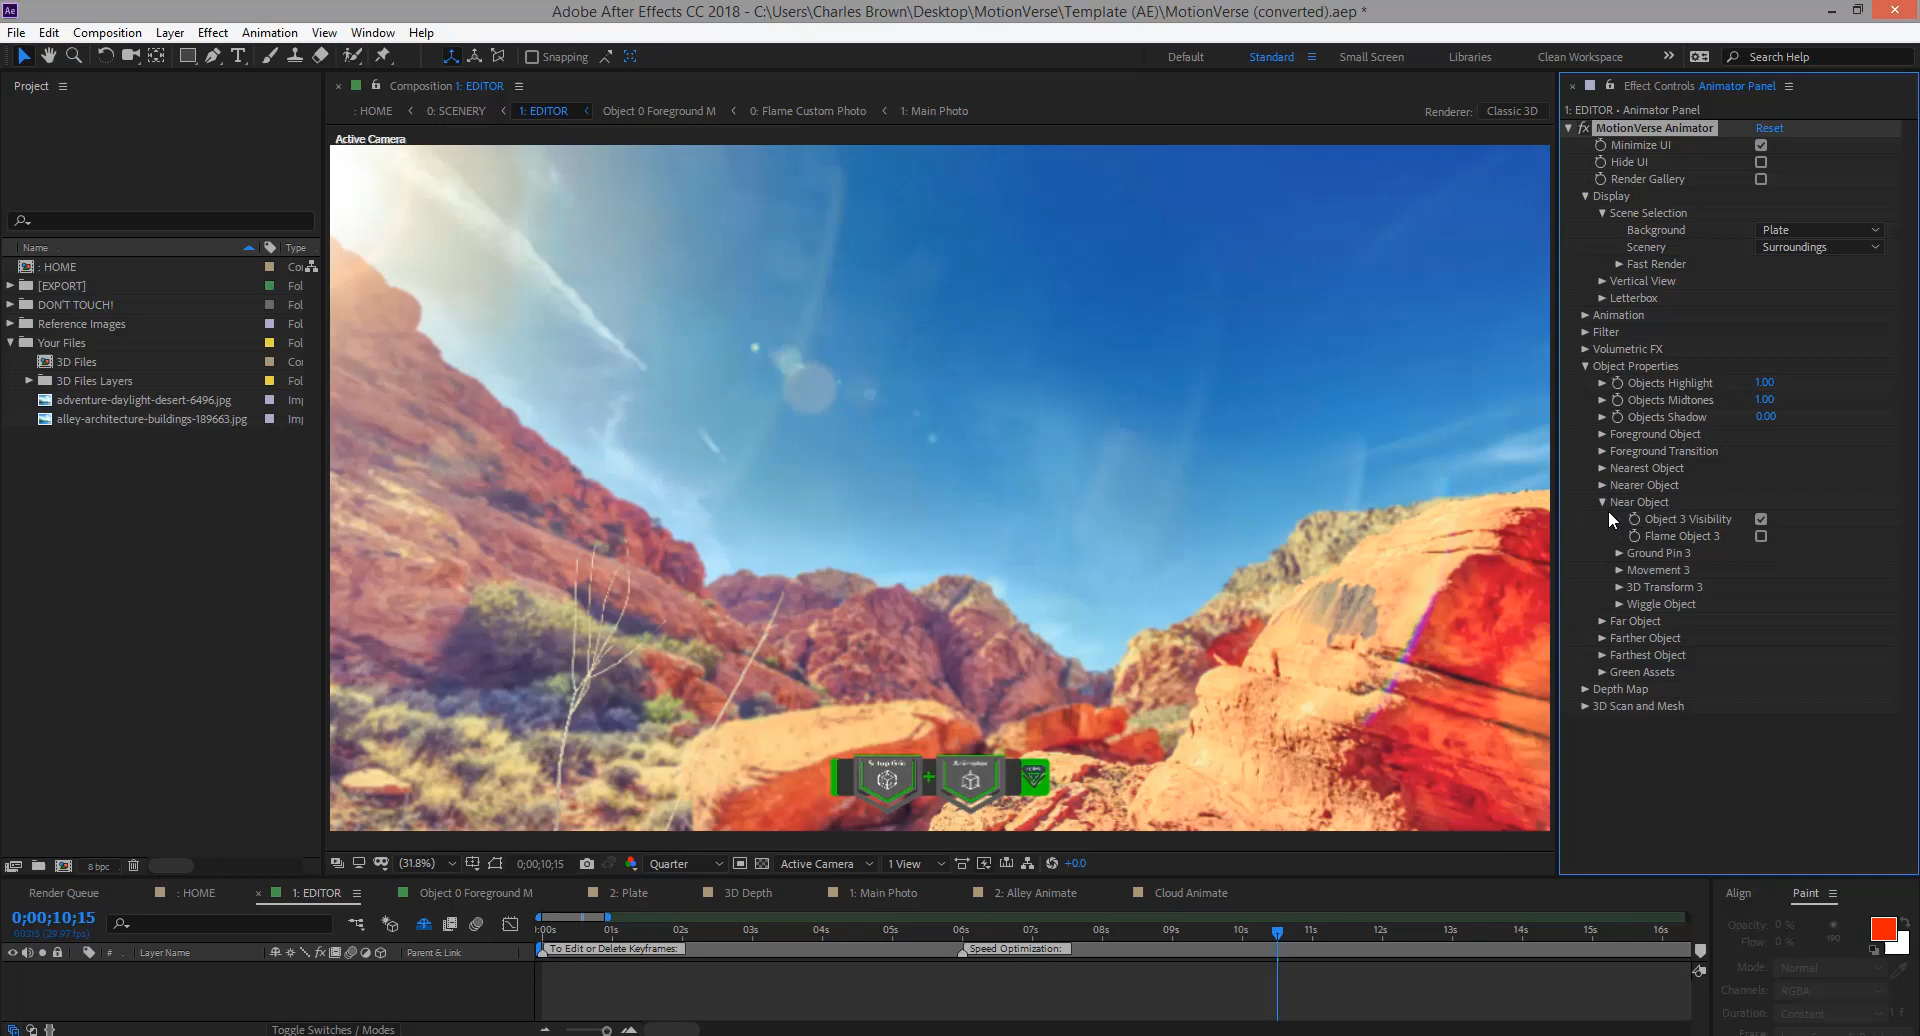 Ae
Adobe After Effects CC 2018 - C:\Users\Charles Brown\Desktop\MotionVerse\Template (AE)\MotionVerse (converted).aep *
File Edit Composition Layer Effect Animation View Window Help
Snapping Default Standard Small Screen Libraries Clean Workspace Search Help
Project
Composition 1: EDITOR
Effect Controls Animator Panel
: HOME 0: SCENERY 1: EDITOR Object 0 Foreground M 0: Flame Custom Photo 1: Main Photo
Renderer: Classic 3D
1: EDITOR • Animator Panel
Active Camera
fx MotionVerse Animator Reset
Minimize UI
Hide UI
Render Gallery
Display
Scene Selection
Background Plate
Scenery Surroundings
Fast Render
Vertical View
Letterbox
Animation
Filter
Volumetric FX
Object Properties
Objects Highlight 1.00
Objects Midtones 1.00
Objects Shadow 0.00
Foreground Object
Foreground Transition
Nearest Object
Nearer Object
Near Object
Object 3 Visibility
Flame Object 3
Ground Pin 3
Movement 3
3D Transform 3
Wiggle Object
Far Object
Farther Object
Farthest Object
Green Assets
Depth Map
3D Scan and Mesh
Name Type
: HOME Co
[EXPORT] Fol
DON'T TOUCH! Fol
Reference Images Fol
Your Files Fol
3D Files Co
3D Files Layers Fol
adventure-daylight-desert-6496.jpg Im
alley-architecture-buildings-189663.jpg Im
Animator
8 bpc
(31.8%) 0;00;10;15 Quarter Active Camera 1 View +0.0
Render Queue : HOME 1: EDITOR Object 0 Foreground M 2: Plate 3D Depth 1: Main Photo 2: Alley Animate Cloud Animate
Align Paint
0;00;10;15
00315 (29.97 fps)
:00s 01s 02s 03s 04s 05s 06s 07s 08s 09s 10s 11s 12s 13s 14s 15s 16s
To Edit or Delete Keyframes: Speed Optimization:
# Layer Name fx Parent & Link
Toggle Switches / Modes
Opacity: 0 %
Flow: 0 % 190
Mode: Normal
Channels: RGBA
Duration: Constant 1 f